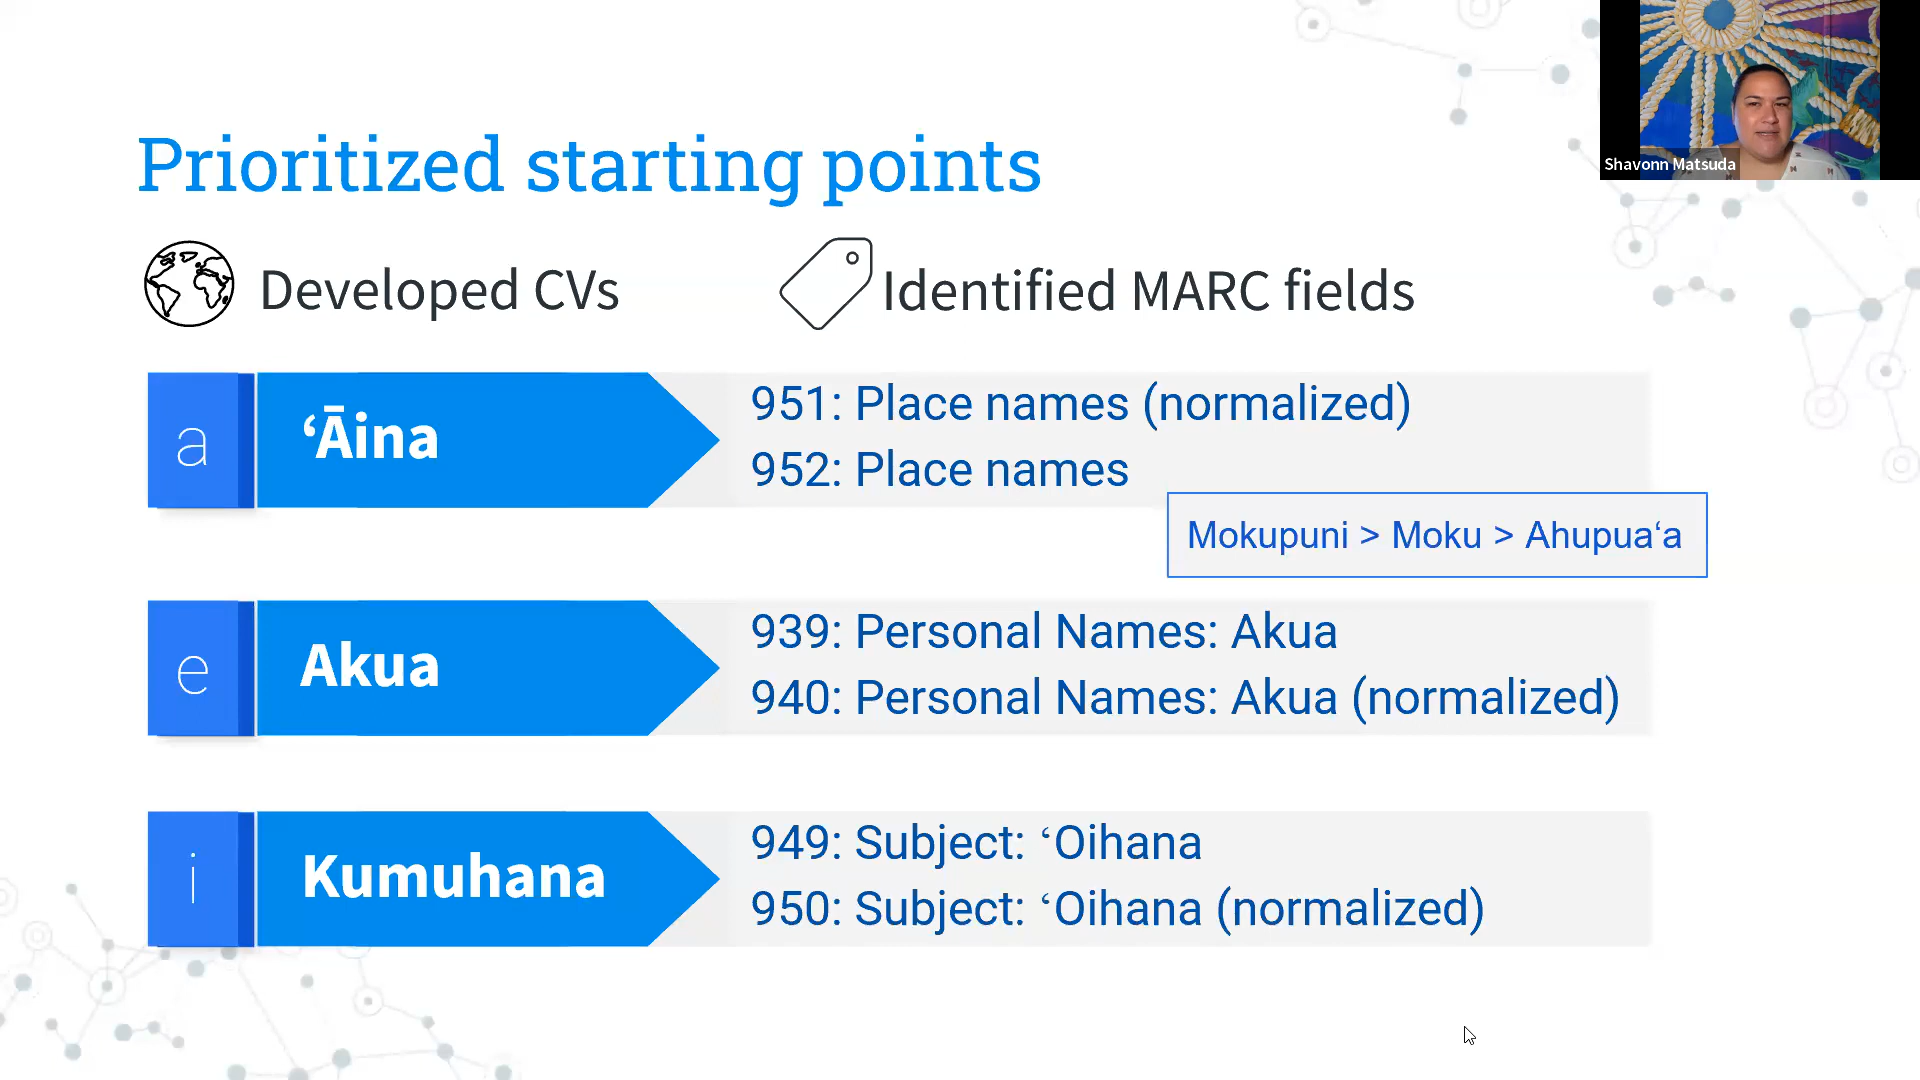 Shavonn Matsuda
Prioritized starting points
Developed CVs
Identified MARC fields
a
ʻĀina
951: Place names (normalized)
952: Place names
Mokupuni > Moku > Ahupuaʻa
e
Akua
939: Personal Names: Akua
940: Personal Names: Akua (normalized)
i
Kumuhana
949: Subject: ʻOihana
950: Subject: ʻOihana (normalized)